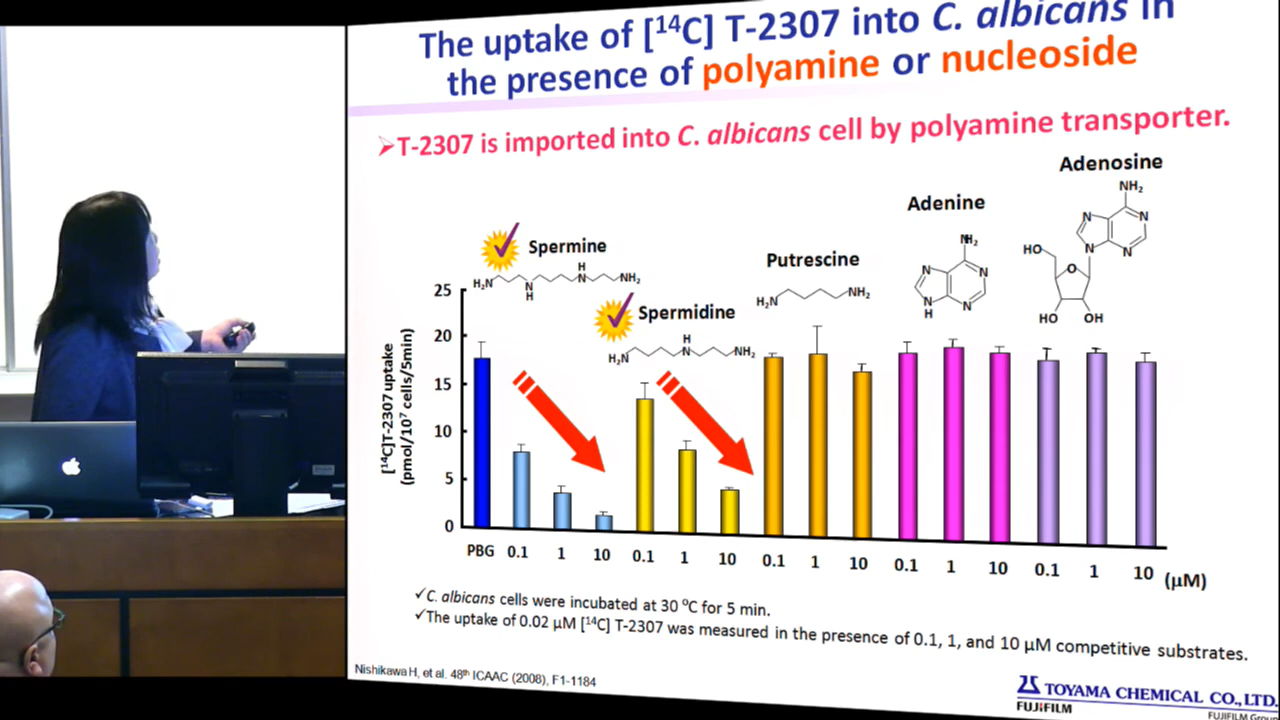 The uptake of [¹⁴C] T-2307 into C. albicans in
the presence of polyamine or nucleoside
➢T-2307 is imported into C. albicans cell by polyamine transporter.
Adenosine
NH₂
N
N
N
N
HO
O
HO
OH
Adenine
NH₂
N
N
N
H
N
Spermine
H₂N
N
H
H
N
NH₂
Putrescine
H₂N
NH₂
Spermidine
H₂N
H
N
NH₂
[¹⁴C]T-2307 uptake
(pmol/10⁷ cells/5min)
25
20
15
10
5
0
PBG 0.1 1 10 0.1 1 10 0.1 1 10 0.1 1 10 0.1 1 10 (µM)
✓C. albicans cells were incubated at 30 ºC for 5 min.
✓The uptake of 0.02 µM [¹⁴C] T-2307 was measured in the presence of 0.1, 1, and 10 µM competitive substrates.
Nishikawa H, et al. 48ᵗʰ ICAAC (2008), F1-1184
TOYAMA CHEMICAL CO., LTD.
FUJIFILM
FUJIFILM Group